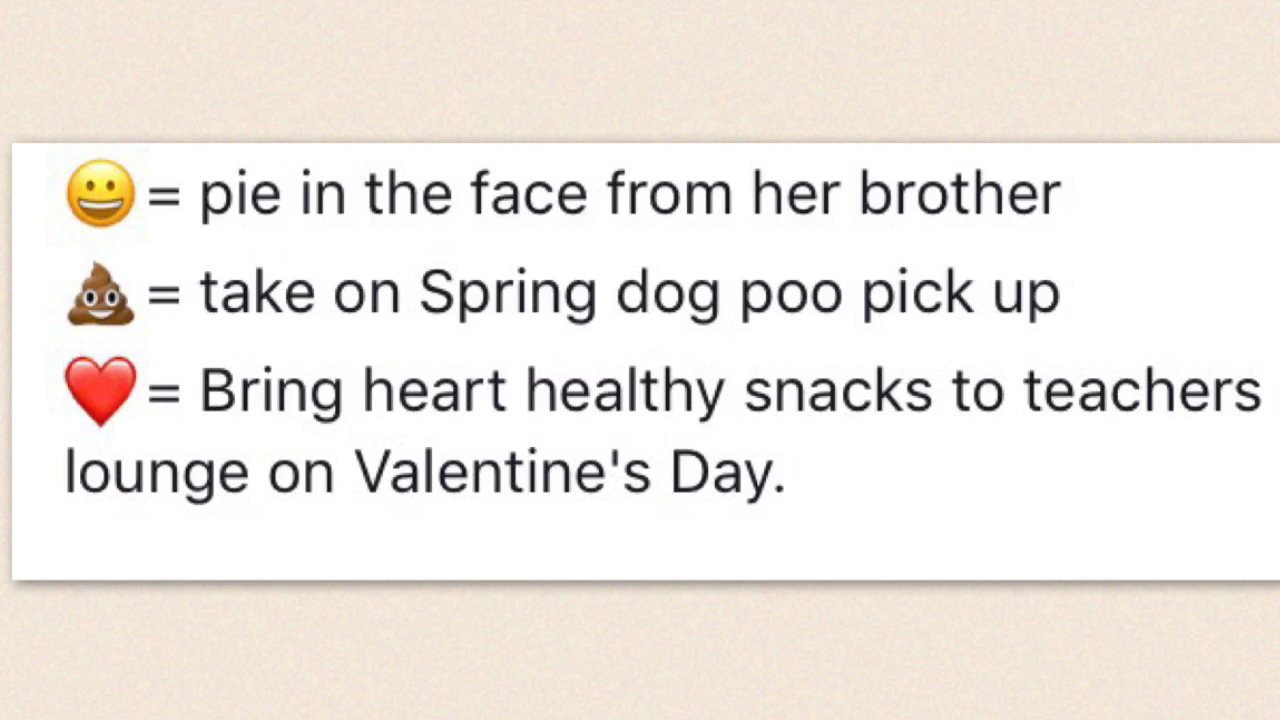 😀= pie in the face from her brother
💩= take on Spring dog poo pick up
❤️= Bring heart healthy snacks to teachers
lounge on Valentine's Day.